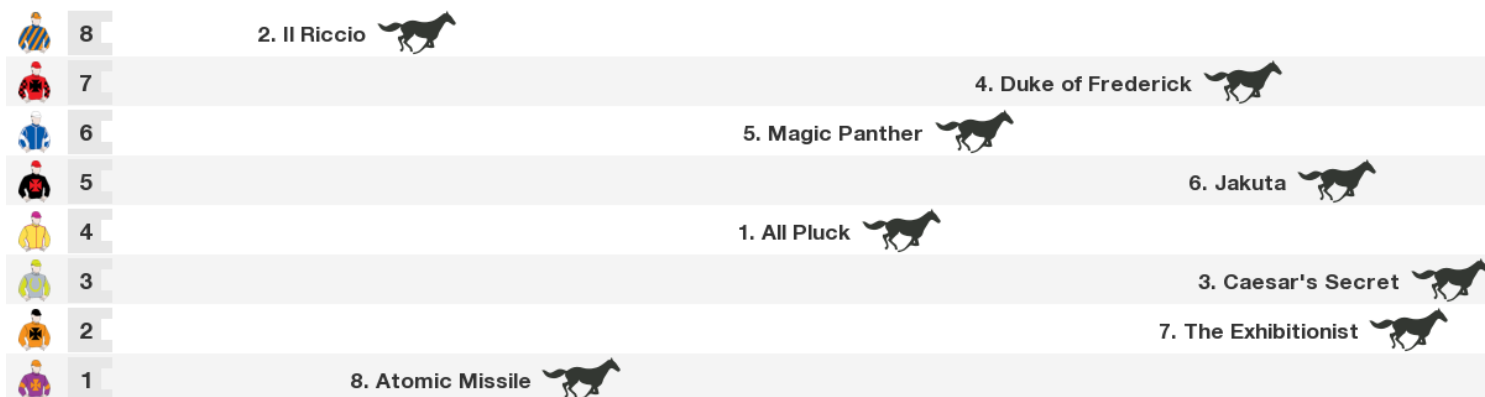 8 2. Il Riccio
7 4. Duke of Frederick
6 5. Magic Panther
5 6. Jakuta
4 1. All Pluck
3 3. Caesar's Secret
2 7. The Exhibitionist
1 8. Atomic Missile